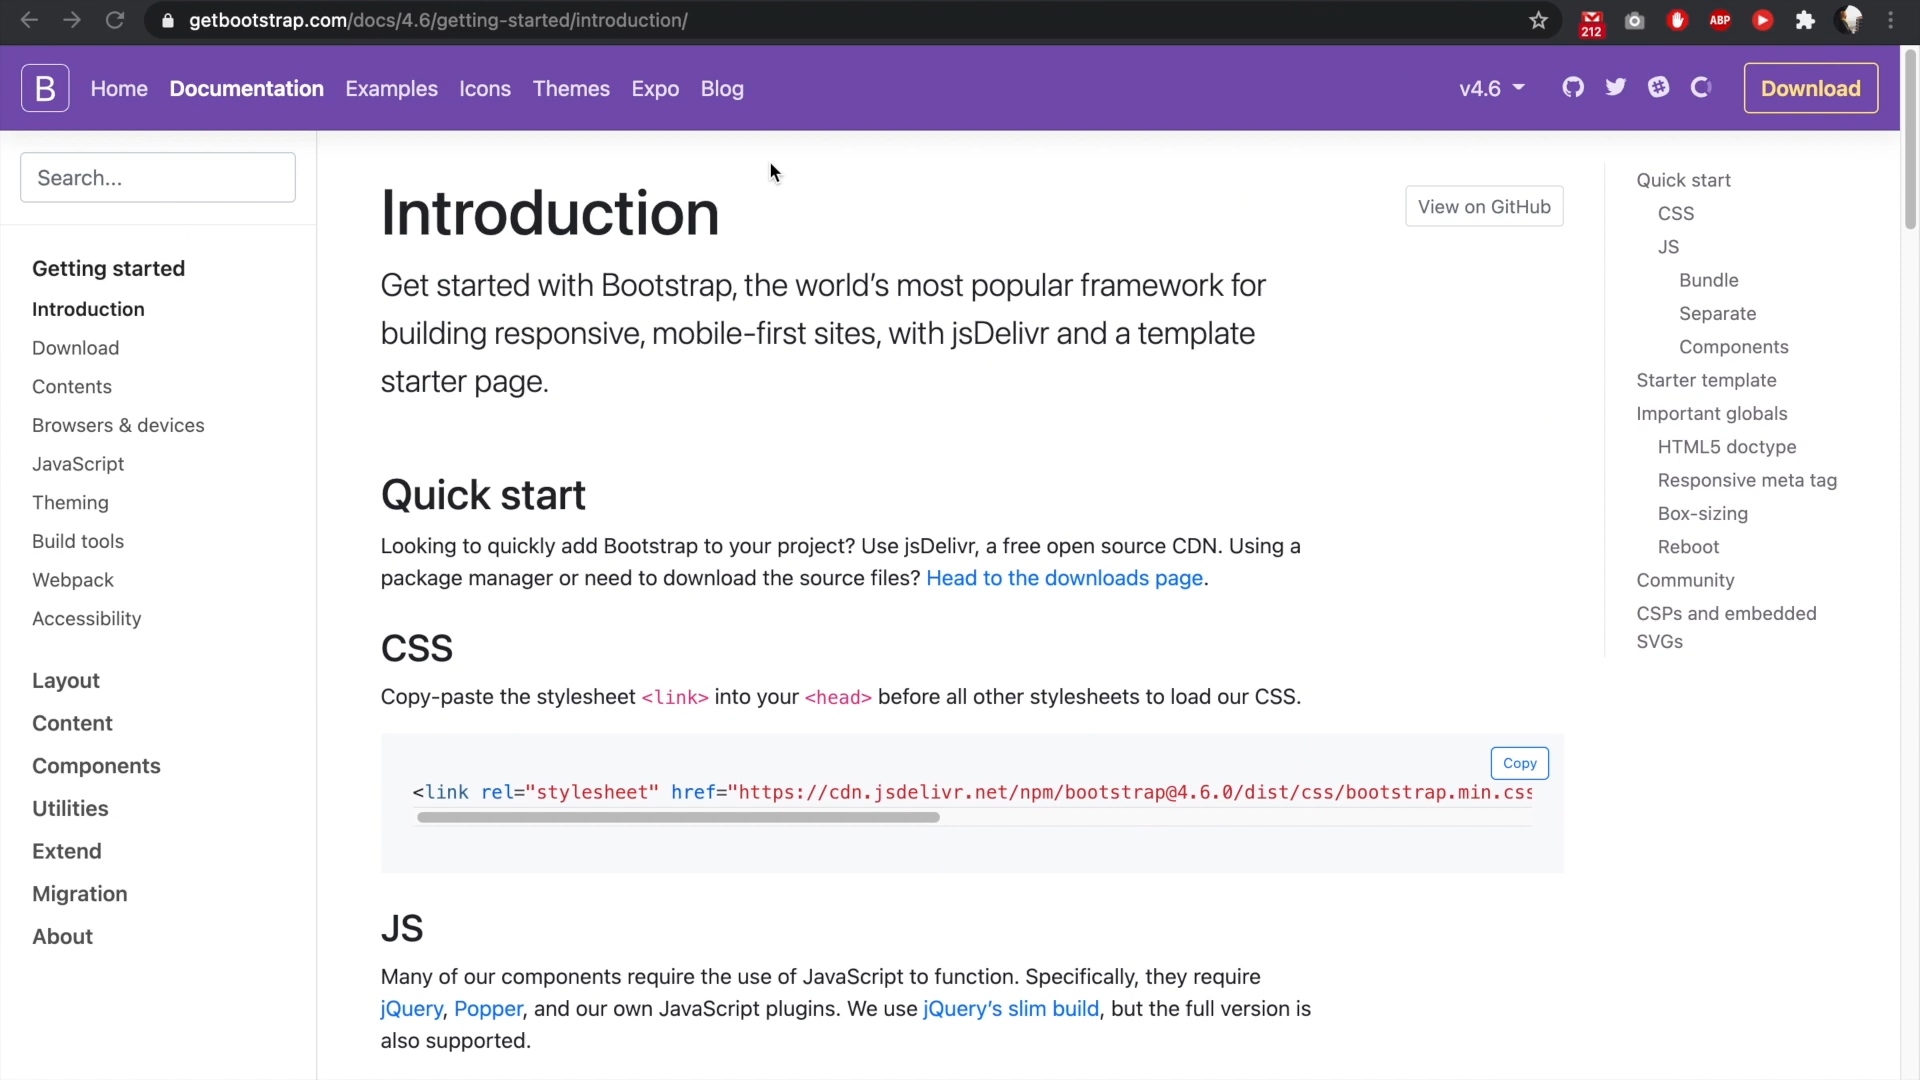 getbootstrap.com/docs/4.6/getting-started/introduction/
212
ABP
B
Home
Documentation
Examples
Icons
Themes
Expo
Blog
v4.6
Download
Search...
Getting started
Introduction
Download
Contents
Browsers & devices
JavaScript
Theming
Build tools
Webpack
Accessibility
Layout
Content
Components
Utilities
Extend
Migration
About
Introduction
View on GitHub
Get started with Bootstrap, the world’s most popular framework for
building responsive, mobile-first sites, with jsDelivr and a template
starter page.
Quick start
Looking to quickly add Bootstrap to your project? Use jsDelivr, a free open source CDN. Using a
package manager or need to download the source files? Head to the downloads page.
CSS
Copy-paste the stylesheet <link> into your <head> before all other stylesheets to load our CSS.
Copy
<link rel="stylesheet" href="https://cdn.jsdelivr.net/npm/bootstrap@4.6.0/dist/css/bootstrap.min.css
JS
Many of our components require the use of JavaScript to function. Specifically, they require
jQuery, Popper, and our own JavaScript plugins. We use jQuery’s slim build, but the full version is
also supported.
Quick start
CSS
JS
Bundle
Separate
Components
Starter template
Important globals
HTML5 doctype
Responsive meta tag
Box-sizing
Reboot
Community
CSPs and embedded
SVGs